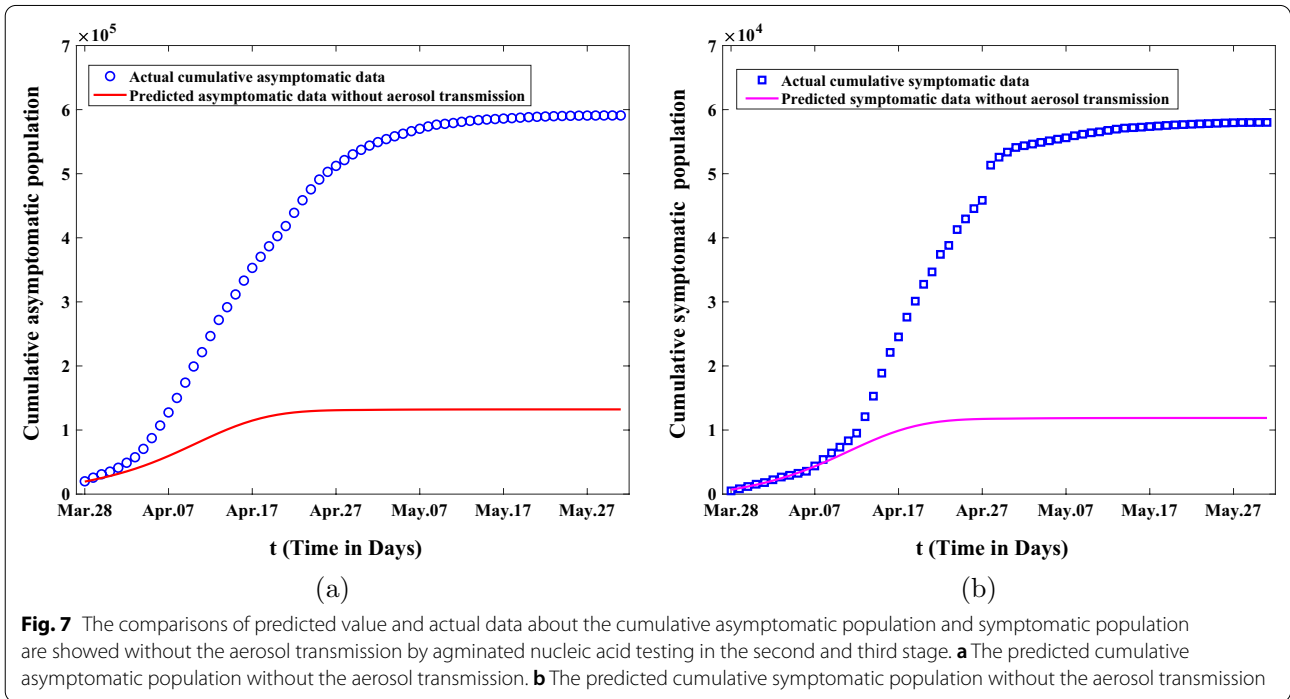 ×10⁵
7
6
5
4
3
2
1
0
Cumulative asymptomatic population
Actual cumulative asymptomatic data
Predicted asymptomatic data without aerosol transmission
Mar.28 Apr.07 Apr.17 Apr.27 May.07 May.17 May.27
t (Time in Days)
(a)
×10⁴
7
6
5
4
3
2
1
0
Cumulative symptomatic population
Actual cumulative symptomatic data
Predicted symptomatic data without aerosol transmission
Mar.28 Apr.07 Apr.17 Apr.27 May.07 May.17 May.27
t (Time in Days)
(b)
Fig. 7 The comparisons of predicted value and actual data about the cumulative asymptomatic population and symptomatic population
are showed without the aerosol transmission by agminated nucleic acid testing in the second and third stage. a The predicted cumulative
asymptomatic population without the aerosol transmission. b The predicted cumulative symptomatic population without the aerosol transmission